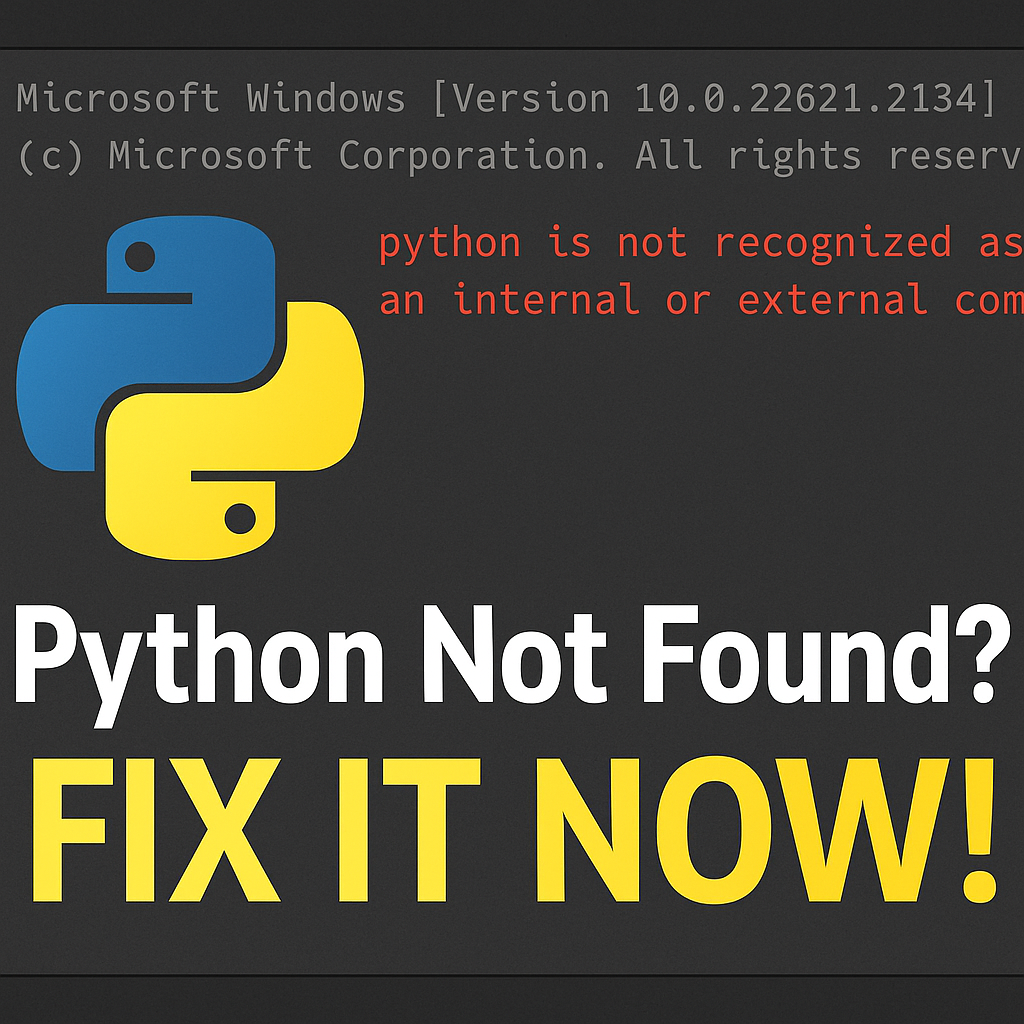 Microsoft Windows [Version 10.0.22621.2134]
(c) Microsoft Corporation. All rights reserv
python is not recognized as
an internal or external com
Python Not Found?
FIX IT NOW!